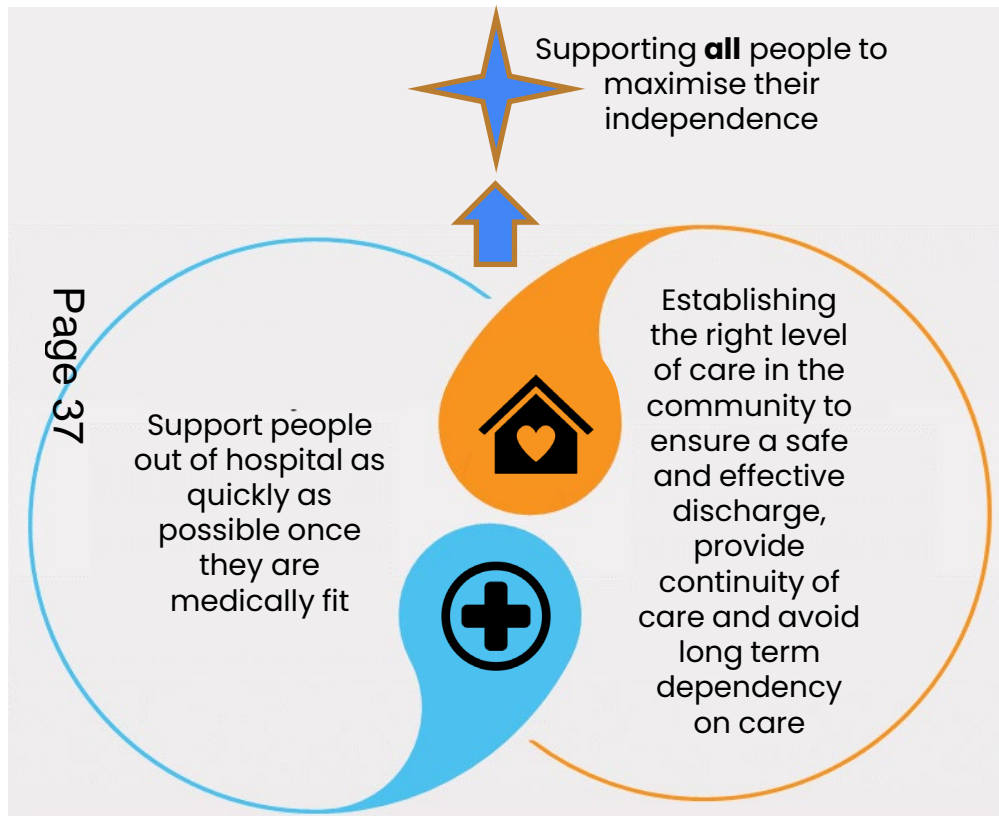 Supporting all people to
maximise their
independence
Page 37
Support people
out of hospital as
quickly as
possible once
they are
medically fit
Establishing
the right level
of care in the
community to
ensure a safe
and effective
discharge,
provide
continuity of
care and avoid
long term
dependency
on care